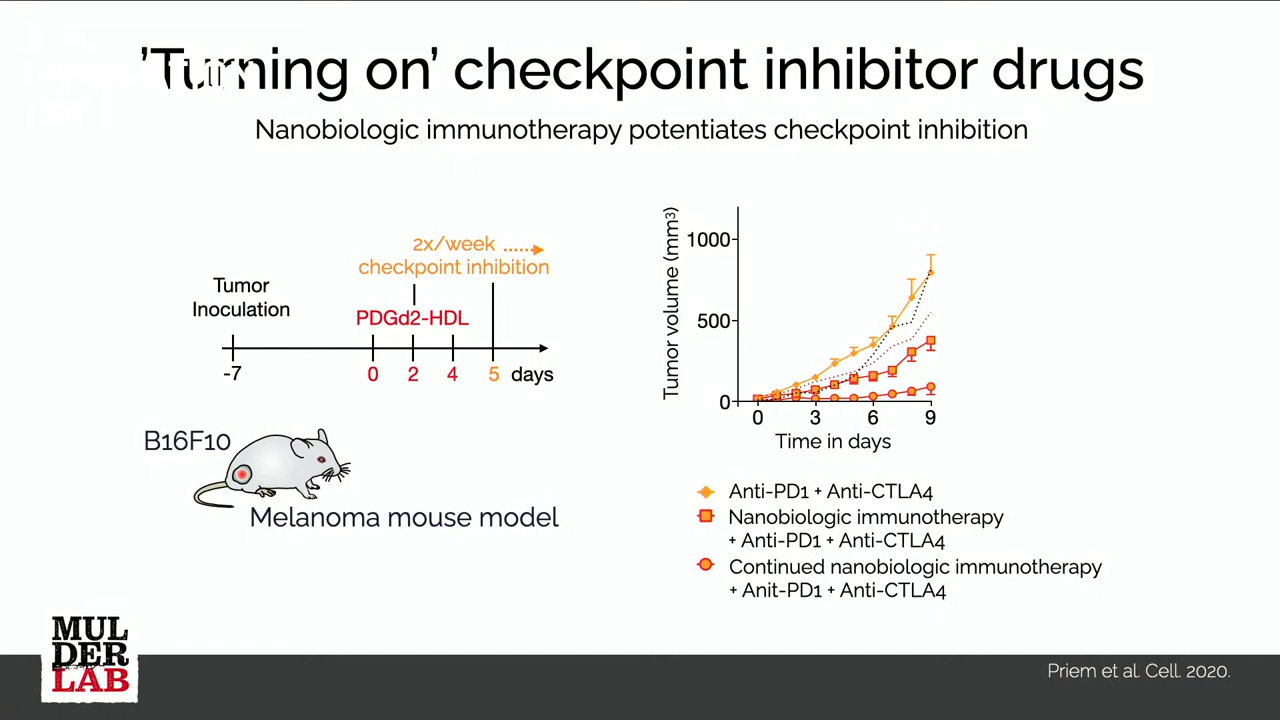 'Turning on' checkpoint inhibitor drugs
Nanobiologic immunotherapy potentiates checkpoint inhibition
2x/week
checkpoint inhibition
Tumor
Inoculation
PDGd2-HDL
-7
0
2
4
5
days
B16F10
Melanoma mouse model
Tumor volume (mm3)
1000
500
0
0
3
6
9
Time in days
Anti-PD1 + Anti-CTLA4
Nanobiologic immunotherapy
+ Anti-PD1 + Anti-CTLA4
Continued nanobiologic immunotherapy
+ Anit-PD1 + Anti-CTLA4
MUL
DER
LAB
Priem et al. Cell. 2020.